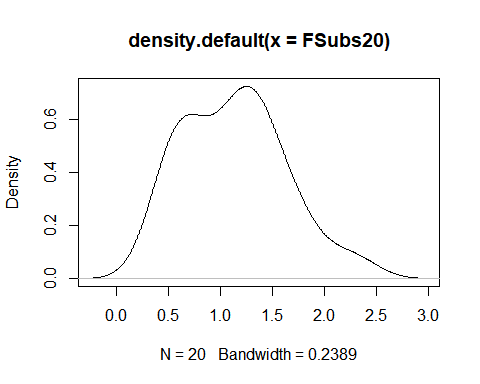 density.default(x = FSubs20)
Density
0.0 0.2 0.4 0.6
0.0 0.5 1.0 1.5 2.0 2.5 3.0
N = 20 Bandwidth = 0.2389